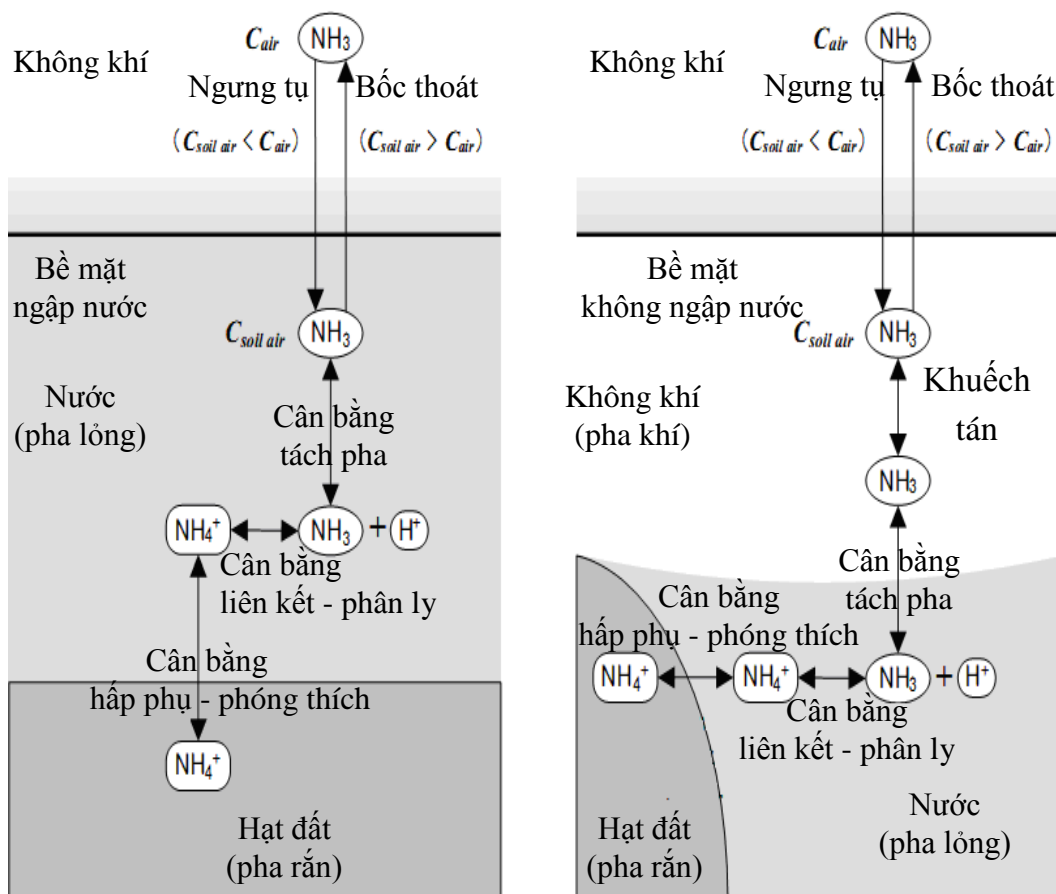 C_air NH₃
Không khí
Ngưng tụ Bốc thoát
(C_soil air < C_air) (C_soil air > C_air)
Bề mặt
ngập nước
C_soil air NH₃
Nước
(pha lỏng)
Cân bằng
tách pha
NH₄⁺ NH₃ + H⁺
Cân bằng
liên kết - phân ly
Cân bằng
hấp phụ - phóng thích
NH₄⁺
Hạt đất
(pha rắn)
C_air NH₃
Không khí
Ngưng tụ Bốc thoát
(C_soil air < C_air) (C_soil air > C_air)
Bề mặt
không ngập nước
C_soil air NH₃
Không khí
(pha khí)
Khuếch
tán
NH₃
Cân bằng
tách pha
Cân bằng
hấp phụ - phóng thích
NH₄⁺ NH₄⁺ NH₃ + H⁺
Cân bằng
liên kết - phân ly
Hạt đất
(pha rắn)
Nước
(pha lỏng)